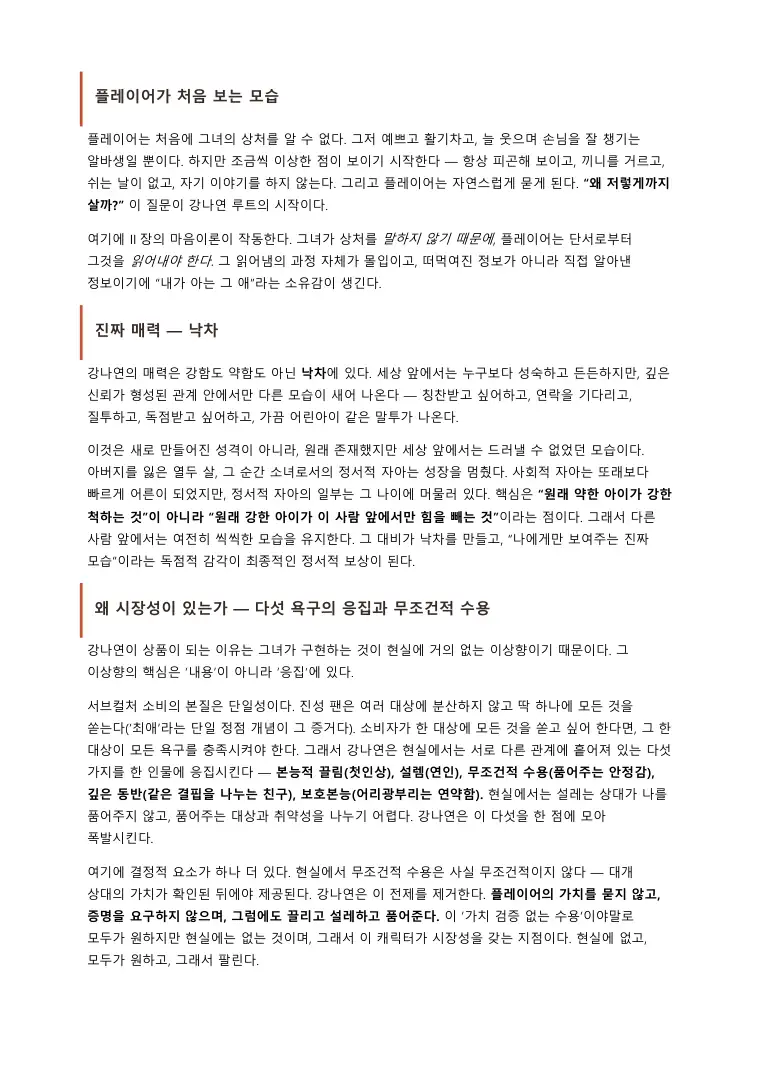 플레이어가 처음 보는 모습
플레이어는 처음에 그녀의 상처를 알 수 없다. 그저 예쁘고 활기차고, 늘 웃으며 손님을 잘 챙기는
알바생일 뿐이다. 하지만 조금씩 이상한 점이 보이기 시작한다 — 항상 피곤해 보이고, 끼니를 거르고,
쉬는 날이 없고, 자기 이야기를 하지 않는다. 그리고 플레이어는 자연스럽게 묻게 된다. “왜 저렇게까지
살까?” 이 질문이 강나연 루트의 시작이다.
여기에 II 장의 마음이론이 작동한다. 그녀가 상처를 말하지 않기 때문에, 플레이어는 단서로부터
그것을 읽어내야 한다. 그 읽어냄의 과정 자체가 몰입이고, 떠먹여진 정보가 아니라 직접 알아낸
정보이기에 “내가 아는 그 애”라는 소유감이 생긴다.
진짜 매력 — 낙차
강나연의 매력은 강함도 약함도 아닌 낙차에 있다. 세상 앞에서는 누구보다 성숙하고 든든하지만, 깊은
신뢰가 형성된 관계 안에서만 다른 모습이 새어 나온다 — 칭찬받고 싶어하고, 연락을 기다리고,
질투하고, 독점받고 싶어하고, 가끔 어린아이 같은 말투가 나온다.
이것은 새로 만들어진 성격이 아니라, 원래 존재했지만 세상 앞에서는 드러낼 수 없었던 모습이다.
아버지를 잃은 열두 살, 그 순간 소녀로서의 정서적 자아는 성장을 멈췄다. 사회적 자아는 또래보다
빠르게 어른이 되었지만, 정서적 자아의 일부는 그 나이에 머물러 있다. 핵심은 “원래 약한 아이가 강한
척하는 것”이 아니라 “원래 강한 아이가 이 사람 앞에서만 힘을 빼는 것”이라는 점이다. 그래서 다른
사람 앞에서는 여전히 씩씩한 모습을 유지한다. 그 대비가 낙차를 만들고, “나에게만 보여주는 진짜
모습”이라는 독점적 감각이 최종적인 정서적 보상이 된다.
왜 시장성이 있는가 — 다섯 욕구의 응집과 무조건적 수용
강나연이 상품이 되는 이유는 그녀가 구현하는 것이 현실에 거의 없는 이상향이기 때문이다. 그
이상향의 핵심은 ‘내용’이 아니라 ‘응집’에 있다.
서브컬처 소비의 본질은 단일성이다. 진성 팬은 여러 대상에 분산하지 않고 딱 하나에 모든 것을
쏟는다(‘최애’라는 단일 정점 개념이 그 증거다). 소비자가 한 대상에 모든 것을 쏟고 싶어 한다면, 그 한
대상이 모든 욕구를 충족시켜야 한다. 그래서 강나연은 현실에서는 서로 다른 관계에 흩어져 있는 다섯
가지를 한 인물에 응집시킨다 — 본능적 끌림(첫인상), 설렘(연인), 무조건적 수용(품어주는 안정감),
깊은 동반(같은 결핍을 나누는 친구), 보호본능(어리광부리는 연약함). 현실에서는 설레는 상대가 나를
품어주지 않고, 품어주는 대상과 취약성을 나누기 어렵다. 강나연은 이 다섯을 한 점에 모아
폭발시킨다.
여기에 결정적 요소가 하나 더 있다. 현실에서 무조건적 수용은 사실 무조건적이지 않다 — 대개
상대의 가치가 확인된 뒤에야 제공된다. 강나연은 이 전제를 제거한다. 플레이어의 가치를 묻지 않고,
증명을 요구하지 않으며, 그럼에도 끌리고 설레하고 품어준다. 이 ‘가치 검증 없는 수용’이야말로
모두가 원하지만 현실에는 없는 것이며, 그래서 이 캐릭터가 시장성을 갖는 지점이다. 현실에 없고,
모두가 원하고, 그래서 팔린다.